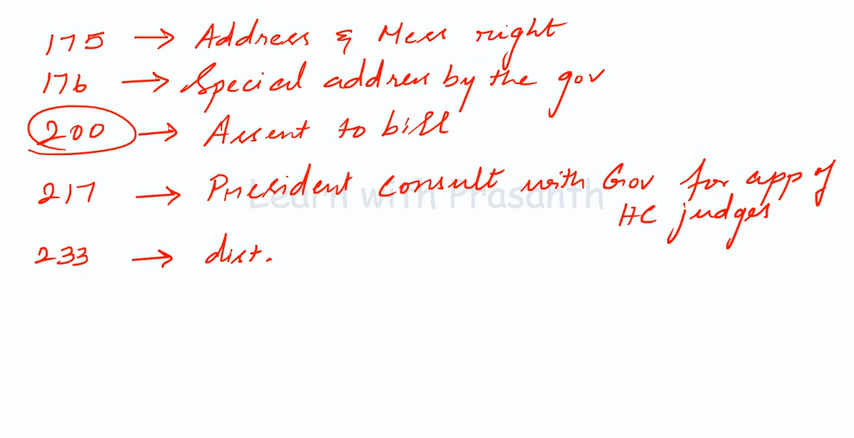 175 → Address & Mess right
176 → Special address by the gov
200 → Assent to bill
217 → President consult with Gov for app of
HC judges
Learn with Prasanth
233 → dist.